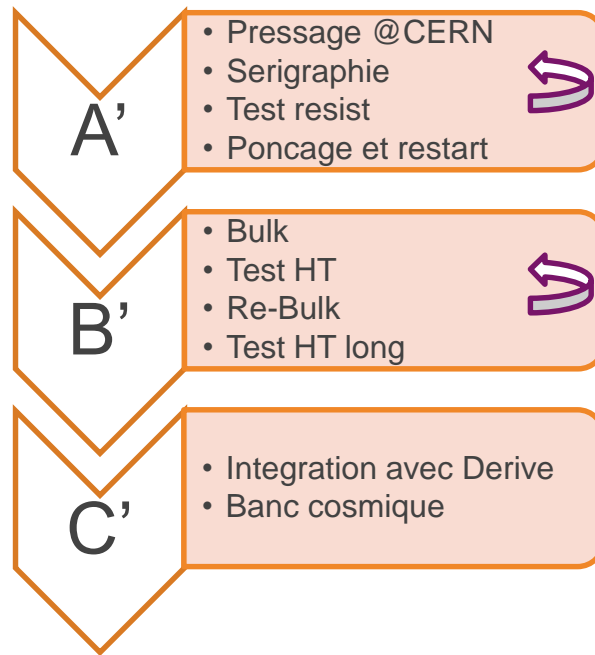 A’
• Pressage @CERN
• Serigraphie
• Test resist
• Poncage et restart
B’
• Bulk
• Test HT
• Re-Bulk
• Test HT long
C’
• Integration avec Derive
• Banc cosmique